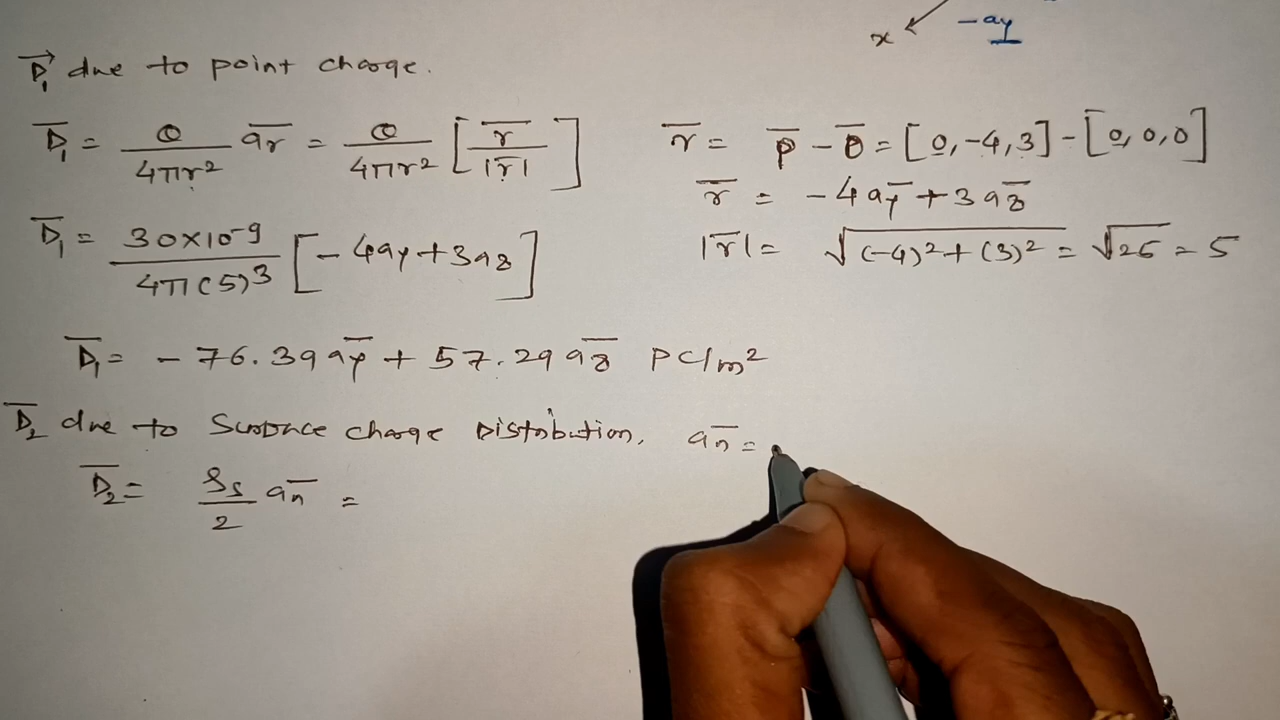 x -ay
D₁ due to point charge.
D₁ = Q/4πr² ar = Q/4πr² [r/|r|]
r = P - O = [0,-4,3] - [0,0,0]
r = -4ay + 3az
D₁ = 30×10-9/4π(5)³ [-4ay + 3az]
|r| = √(-4)² + (3)² = √25 = 5
D₁ = -76.39ay + 57.29az PC/m²
D₂ due to Surface charge Distribution, an =
D₂ = ρs/2 an =